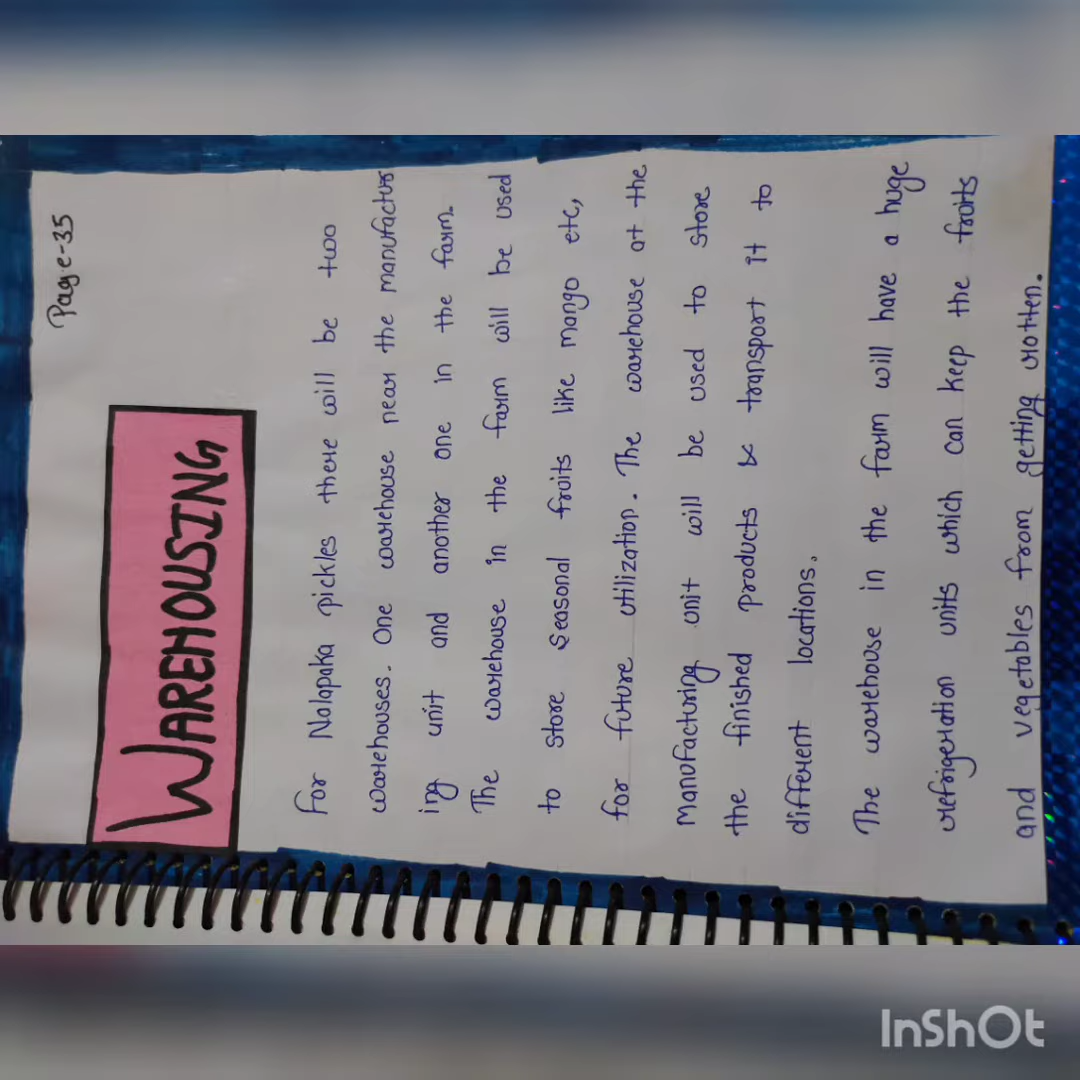 Page-35
WAREHOUSING
For Nalapaka pickles there will be two
warehouses. One warehouse near the manufactur
ing unit and another one in the farm.
The warehouse in the farm will be used
to store seasonal fruits like mango etc,
for future utilization. The warehouse at the
manufacturing unit will be used to store
the finished products & transport it to
different locations.
The warehouse in the farm will have a huge
refrigeration units which can keep the fruits
and vegetables from getting rotten.
InShOt